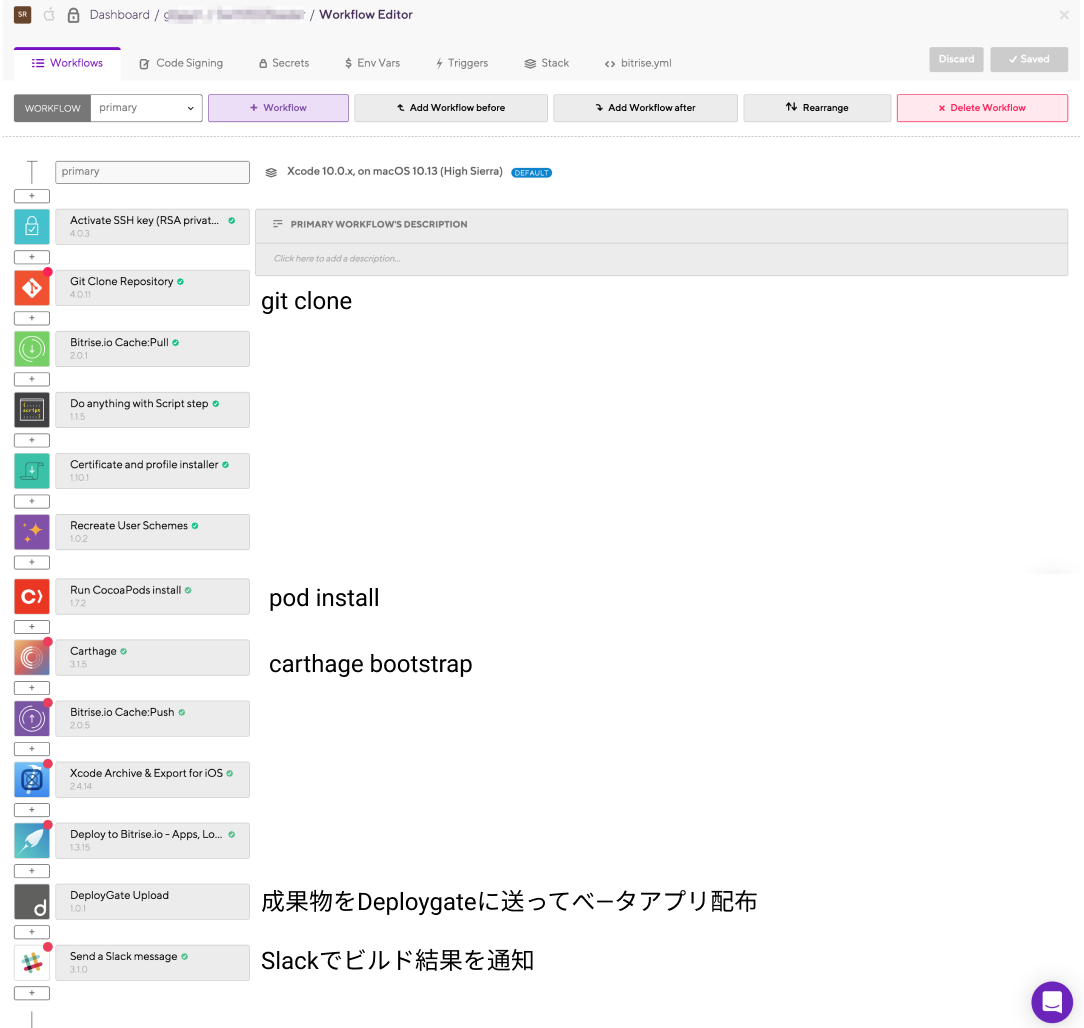 SR Dashboard / / Workflow Editor
Workflows Code Signing Secrets $ Env Vars Triggers Stack <> bitrise.yml Discard Saved
WORKFLOW primary + Workflow Add Workflow before Add Workflow after Rearrange × Delete Workflow
primary Xcode 10.0.x, on macOS 10.13 (High Sierra) DEFAULT
+
Activate SSH key (RSA privat...
4.0.3
PRIMARY WORKFLOW'S DESCRIPTION
Click here to add a description...
+
Git Clone Repository
4.0.11
git clone
+
Bitrise.io Cache:Pull
2.0.1
+
script
Do anything with Script step
1.1.5
+
Certificate and profile installer
1.10.1
+
Recreate User Schemes
1.0.2
+
Run CocoaPods install
1.7.2
pod install
+
Carthage
3.1.5
carthage bootstrap
+
Bitrise.io Cache:Push
2.0.5
+
Xcode Archive & Export for iOS
2.4.14
+
Deploy to Bitrise.io - Apps, Lo...
1.3.15
+
d
DeployGate Upload
1.0.1
成果物をDeploygateに送ってベータアプリ配布
+
Send a Slack message
3.1.0
Slackでビルド結果を通知
+